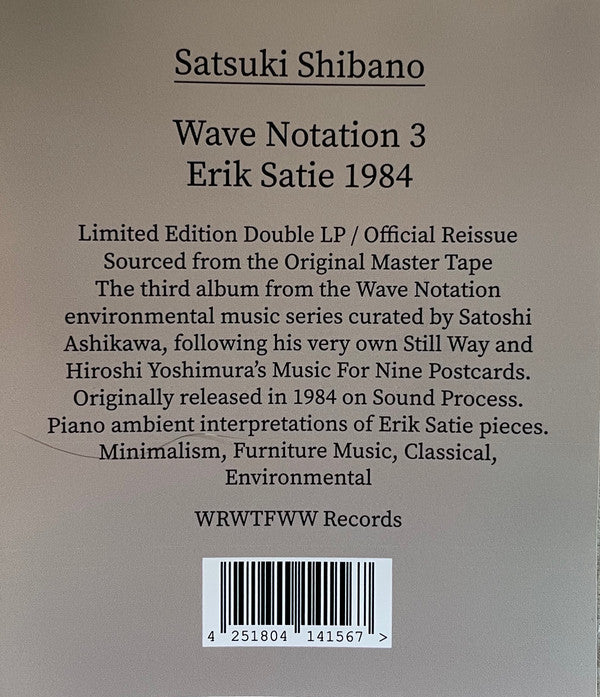 Satsuki Shibano
Wave Notation 3
Erik Satie 1984
Limited Edition Double LP / Official Reissue
Sourced from the Original Master Tape
The third album from the Wave Notation
environmental music series curated by Satoshi
Ashikawa, following his very own Still Way and
Hiroshi Yoshimura’s Music For Nine Postcards.
Originally released in 1984 on Sound Process.
Piano ambient interpretations of Erik Satie pieces.
Minimalism, Furniture Music, Classical,
Environmental
WRWTFWW Records
4 251804 141567 >